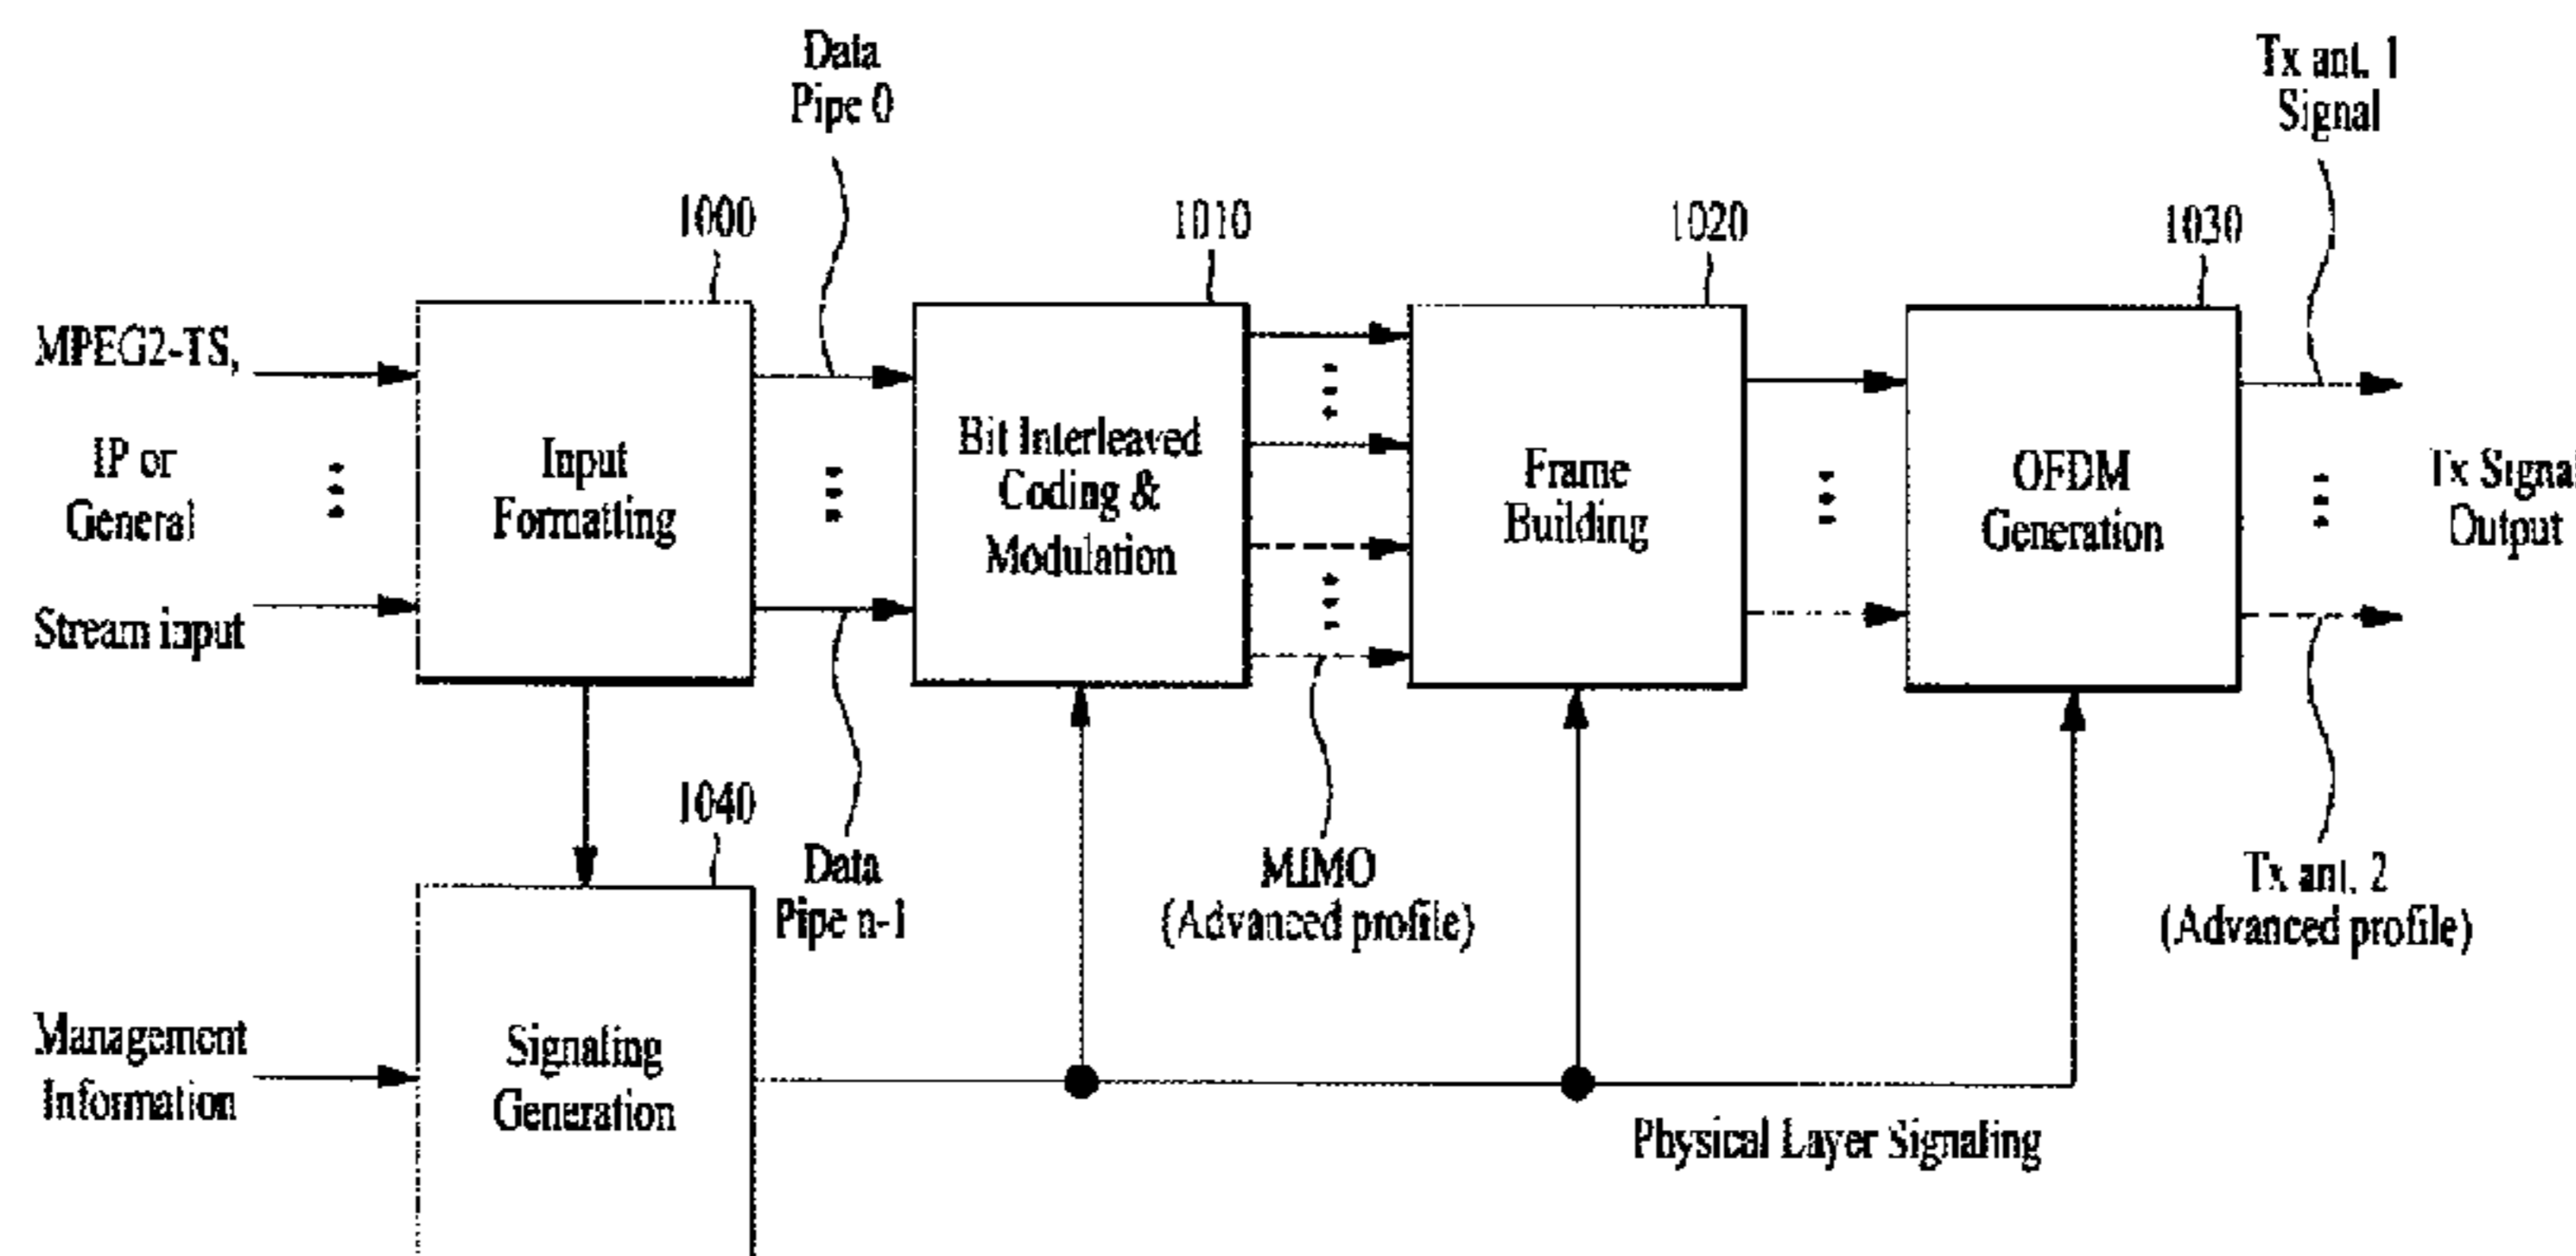 Data
Pipe 0
Tx ant. 1
Signal
1000
1010
1020
1030
MPEG2-TS,
IP or
General
Stream input
Input
Formatting
Bit Interleaved
Coding &
Modulation
Frame
Building
OFDM
Generation
Tx Signal
Output
1040
Data
Pipe n-1
MIMO
(Advanced profile)
Tx ant. 2
(Advanced profile)
Management
Information
Signaling
Generation
Physical Layer Signaling